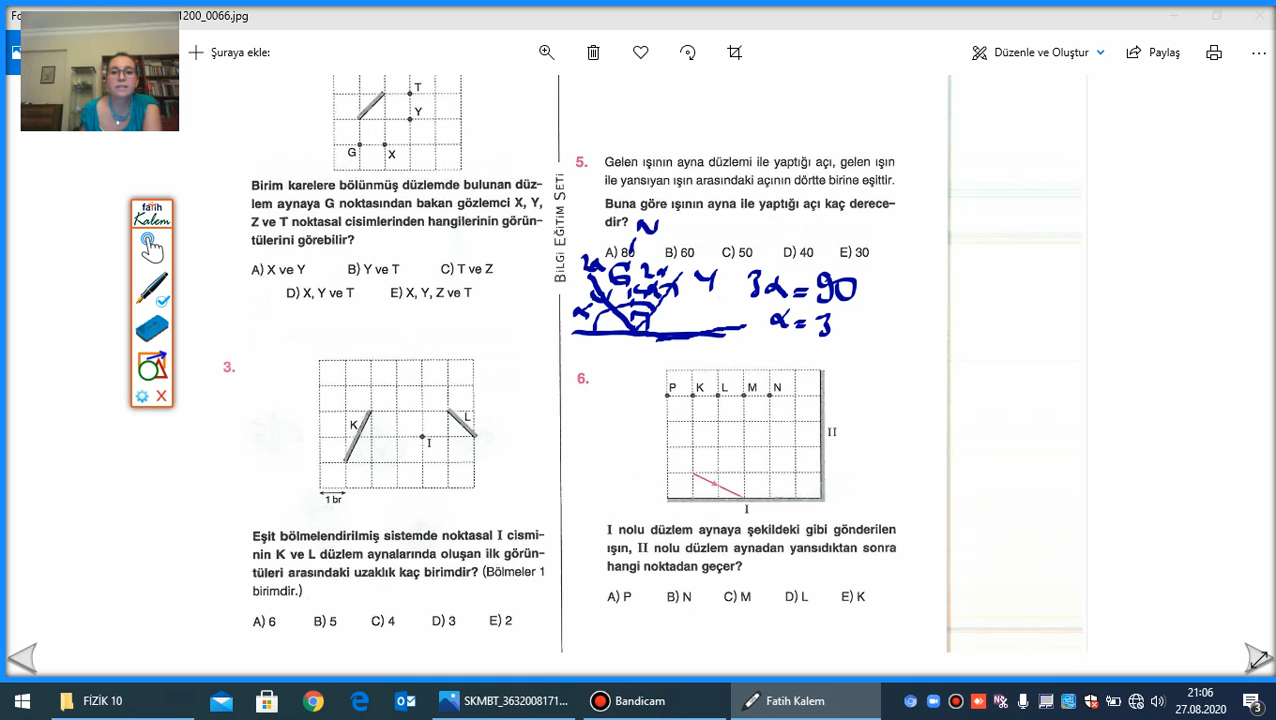 1200_0066.jpg
Şuraya ekle:
Düzenle ve Oluştur
Paylaş
T
Y
G
X
Birim karelere bölünmüş düzlemde bulunan düz-
lem aynaya G noktasından bakan gözlemci X, Y,
Z ve T noktasal cisimlerinden hangilerinin görün-
tülerini görebilir?
A) X ve Y B) Y ve T C) T ve Z
D) X, Y ve T E) X, Y, Z ve T
3.
K
L
I
1 br
Eşit bölmelendirilmiş sistemde noktasal I cismi-
nin K ve L düzlem aynalarında oluşan ilk görün-
tüleri arasındaki uzaklık kaç birimdir? (Bölmeler 1
birimdir.)
A) 6 B) 5 C) 4 D) 3 E) 2
BİLGİ EĞİTİM SETİ
5.
Gelen ışının ayna düzlemi ile yaptığı açı, gelen ışın
ile yansıyan ışın arasındaki açının dörtte birine eşittir.
Buna göre ışının ayna ile yaptığı açı kaç derece-
dir?
N
A) 80 B) 60 C) 50 D) 40 E) 30
2α G 2α Y
α
3α = 90
α = 3
6.
P K L M N
II
I
I nolu düzlem aynaya şekildeki gibi gönderilen
ışın, II nolu düzlem aynadan yansıdıktan sonra
hangi noktadan geçer?
A) P B) N C) M D) L E) K
fatih
Kalem
FİZİK 10
SKMBT_3632008171...
Bandicam
Fatih Kalem
21:06
27.08.2020